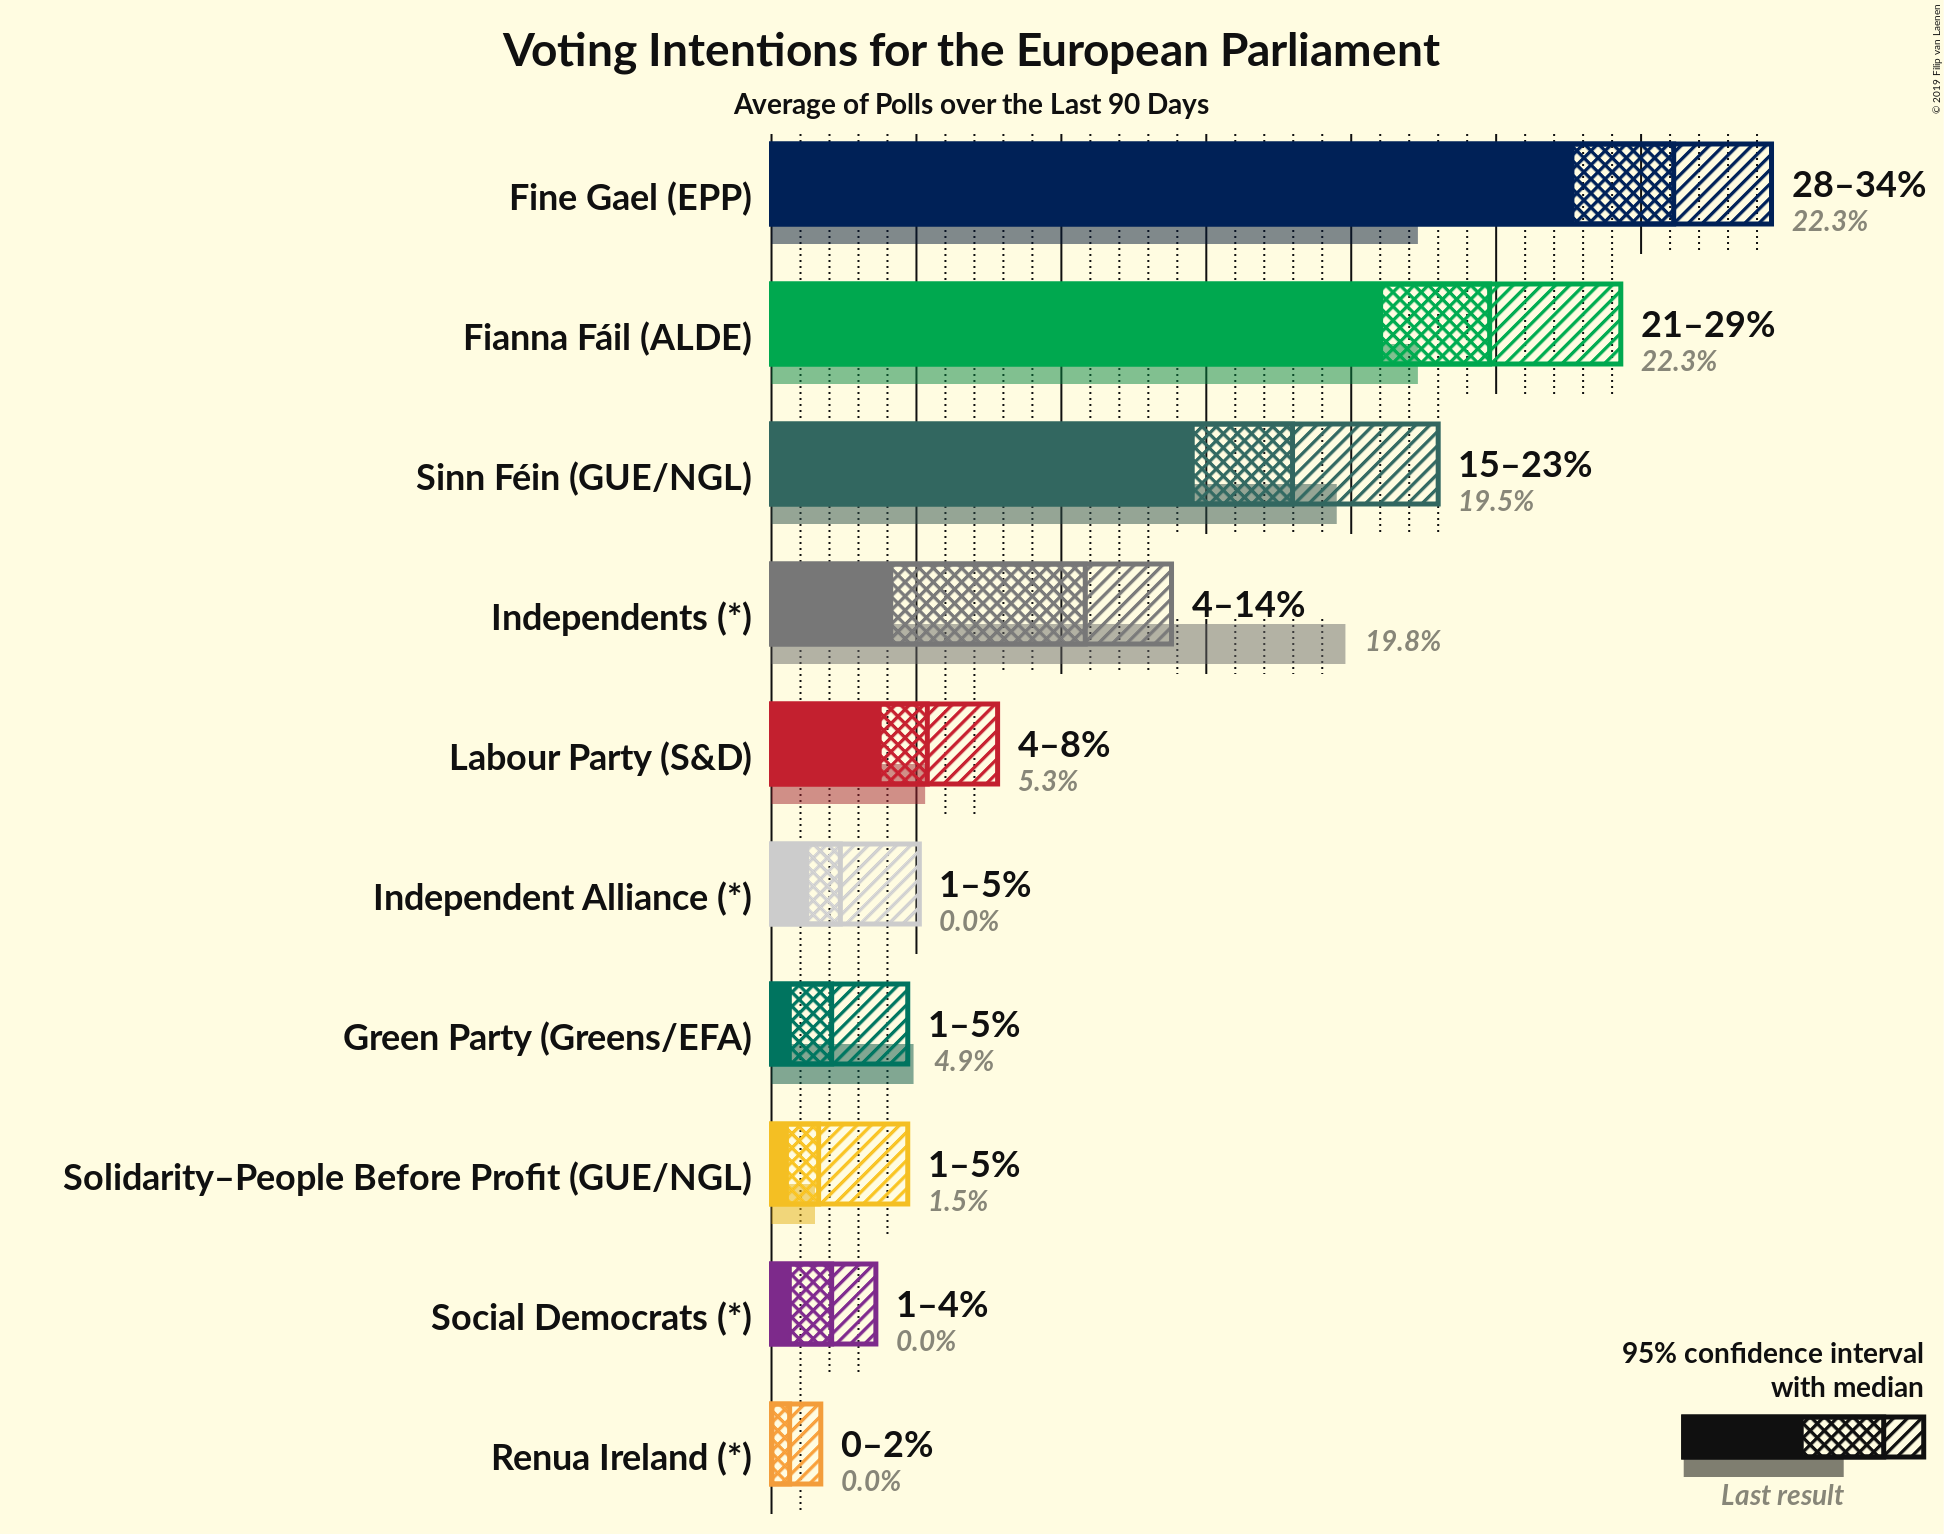 Voting Intentions for the European Parliament
Average of Polls over the Last 90 Days
© 2019 Filip van Laenen
Fine Gael (EPP)
28–34%
22.3%
Fianna Fáil (ALDE)
21–29%
22.3%
Sinn Féin (GUE/NGL)
15–23%
19.5%
Independents (*)
4–14%
19.8%
Labour Party (S&D)
4–8%
5.3%
Independent Alliance (*)
1–5%
0.0%
Green Party (Greens/EFA)
1–5%
4.9%
Solidarity–People Before Profit (GUE/NGL)
1–5%
1.5%
Social Democrats (*)
1–4%
0.0%
Renua Ireland (*)
0–2%
0.0%
95% confidence interval
with median
Last result